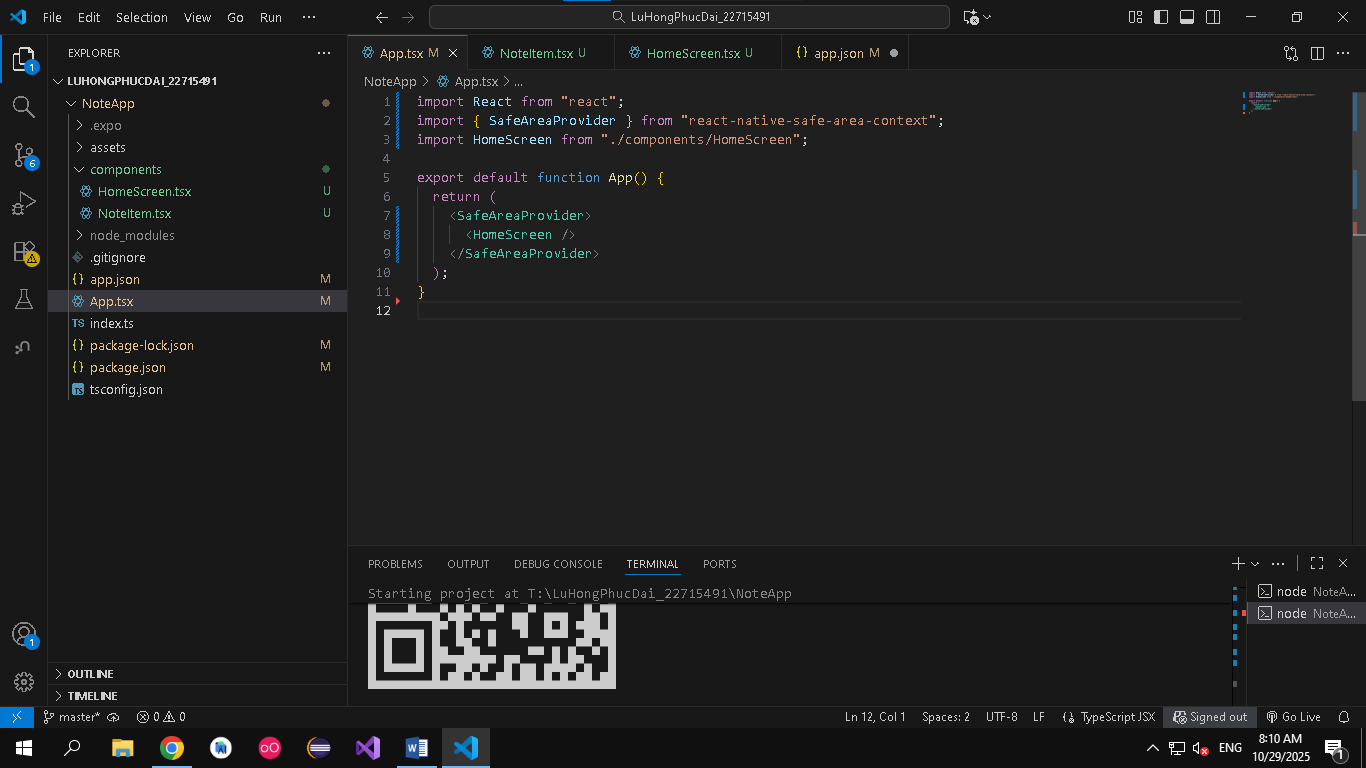 File Edit Selection View Go Run ··· LuHongPhucDai_22715491
EXPLORER
LUHONGPHUCDAI_22715491
NoteApp
.expo
assets
components
HomeScreen.tsx U
NoteItem.tsx U
node_modules
.gitignore
app.json M
App.tsx M
TS index.ts
package-lock.json M
package.json M
TS tsconfig.json
OUTLINE
TIMELINE
1
6
1
App.tsx M NoteItem.tsx U HomeScreen.tsx U {} app.json M
NoteApp > App.tsx > ...
1 import React from "react";
2 import { SafeAreaProvider } from "react-native-safe-area-context";
3 import HomeScreen from "./components/HomeScreen";
4
5 export default function App() {
6 return (
7 <SafeAreaProvider>
8 <HomeScreen />
9 </SafeAreaProvider>
10 );
11 }
12
PROBLEMS OUTPUT DEBUG CONSOLE TERMINAL PORTS
Starting project at T:\LuHongPhucDai_22715491\NoteApp
node NoteA...
node NoteA...
master* 0 0 Ln 12, Col 1 Spaces: 2 UTF-8 LF {} TypeScript JSX Signed out Go Live
ENG 8:10 AM
10/29/2025 1